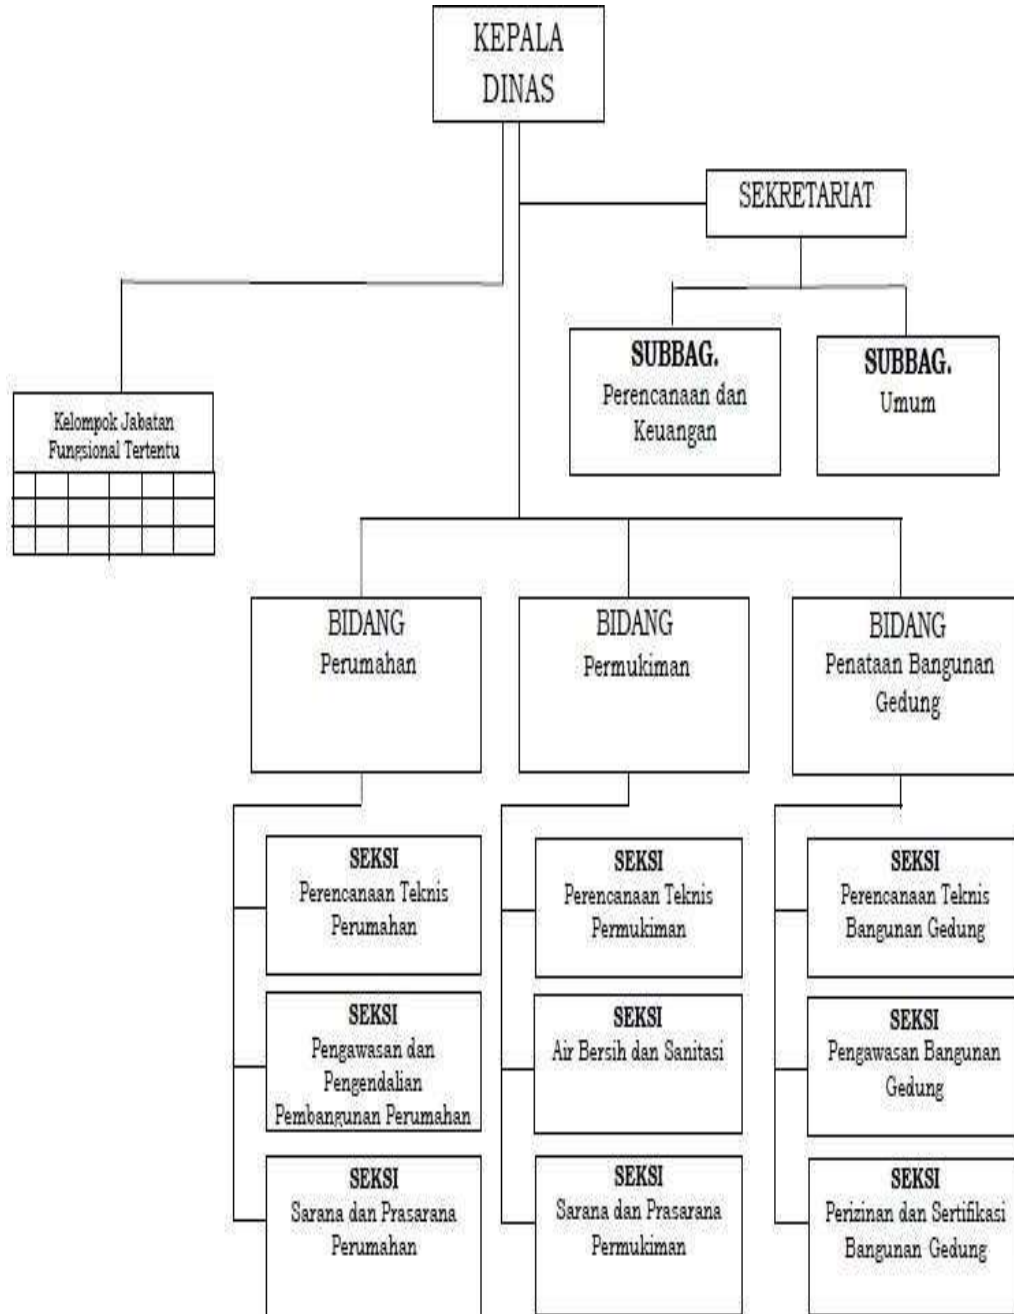 KEPALA
DINAS
SEKRETARIAT
SUBBAG.
Perencanaan dan
Keuangan
SUBBAG.
Umum
Kelompok Jabatan
Fungsional Tertentu
BIDANG
Perumahan
BIDANG
Permukiman
BIDANG
Penataan Bangunan
Gedung
SEKSI
Perencanaan Teknis
Perumahan
SEKSI
Pengawasan dan
Pengendalian
Pembangunan Perumahan
SEKSI
Sarana dan Prasarana
Perumahan
SEKSI
Perencanaan Teknis
Permukiman
SEKSI
Air Bersih dan Sanitasi
SEKSI
Sarana dan Prasarana
Permukiman
SEKSI
Perencanaan Teknis
Bangunan Gedung
SEKSI
Pengawasan Bangunan
Gedung
SEKSI
Perizinan dan Sertifikasi
Bangunan Gedung